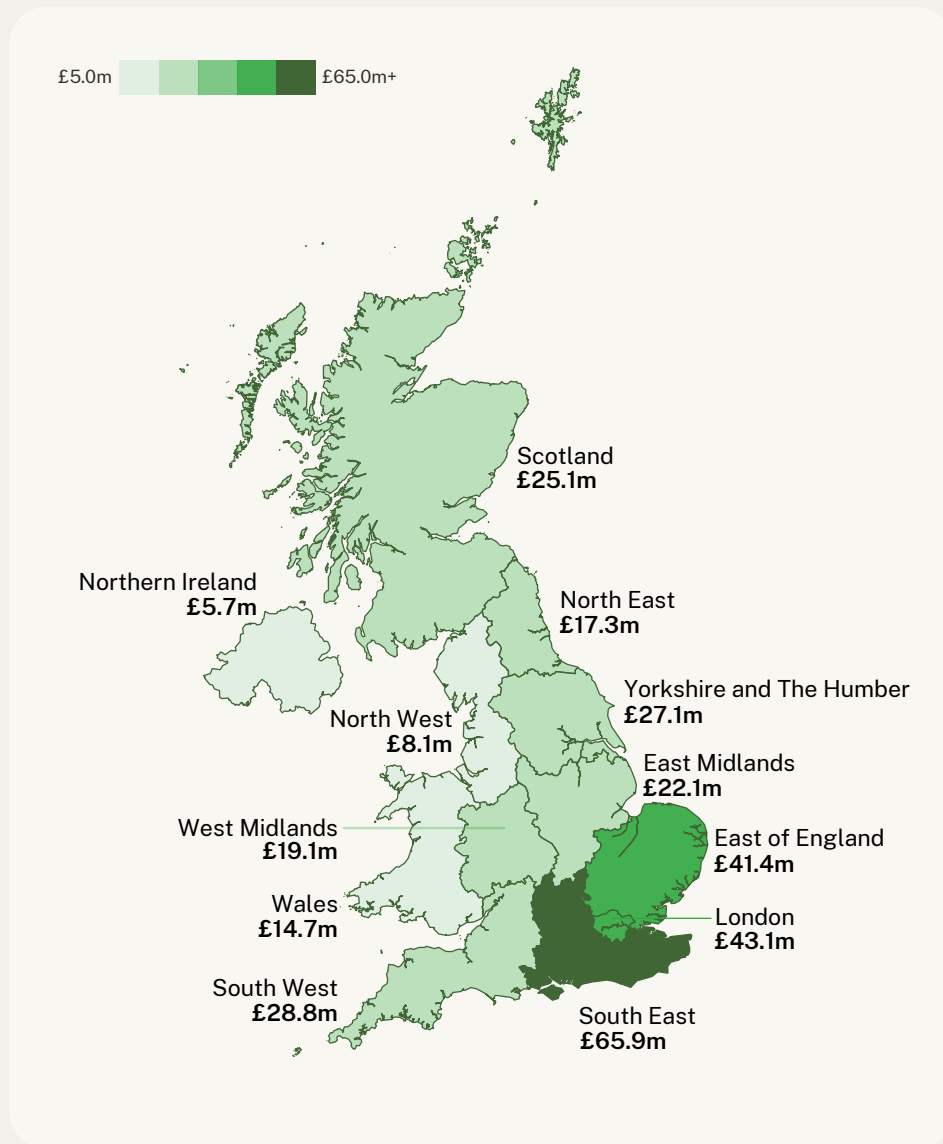 £5.0m
£65.0m+
Scotland
£25.1m
Northern Ireland
£5.7m
North East
£17.3m
Yorkshire and The Humber
£27.1m
North West
£8.1m
East Midlands
£22.1m
West Midlands
£19.1m
East of England
£41.4m
Wales
£14.7m
London
£43.1m
South West
£28.8m
South East
£65.9m